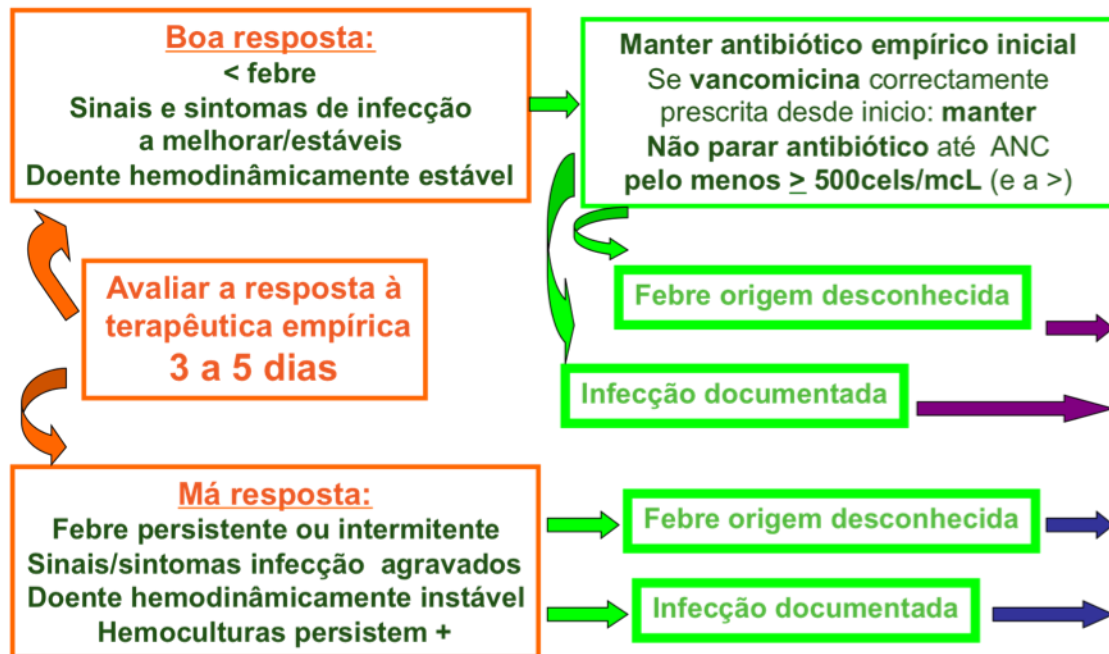 Boa resposta:
< febre
Sinais e sintomas de infecção
a melhorar/estáveis
Doente hemodinâmicamente estável
Manter antibiótico empírico inicial
Se vancomicina correctamente
prescrita desde inicio: manter
Não parar antibiótico até ANC
pelo menos ≥ 500cels/mcL (e a >)
Avaliar a resposta à
terapêutica empírica
3 a 5 dias
Febre origem desconhecida
Infecção documentada
Má resposta:
Febre persistente ou intermitente
Sinais/sintomas infecção agravados
Doente hemodinâmicamente instável
Hemoculturas persistem +
Febre origem desconhecida
Infecção documentada